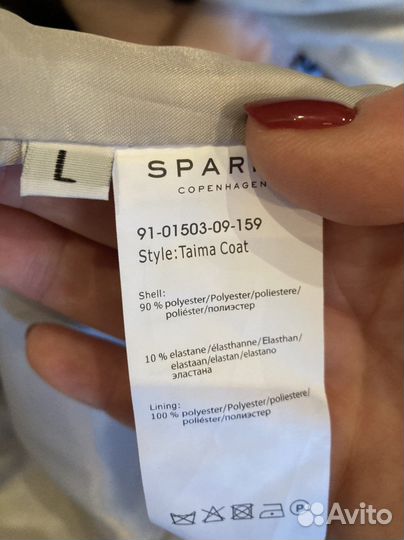 L
COPENHAGEN
91-01503-09-159
Style:Taima Coat
Shell:
90 % polyester/Polyester/poliestere/
poliéster/полиэстер
10 % elastane/élasthanne/Elasthan/
elastaan/elastan/elastano
эластана
Lining:
100 % polyester/Polyester/poliestere/
poliéster/полиэстер
P
Avito